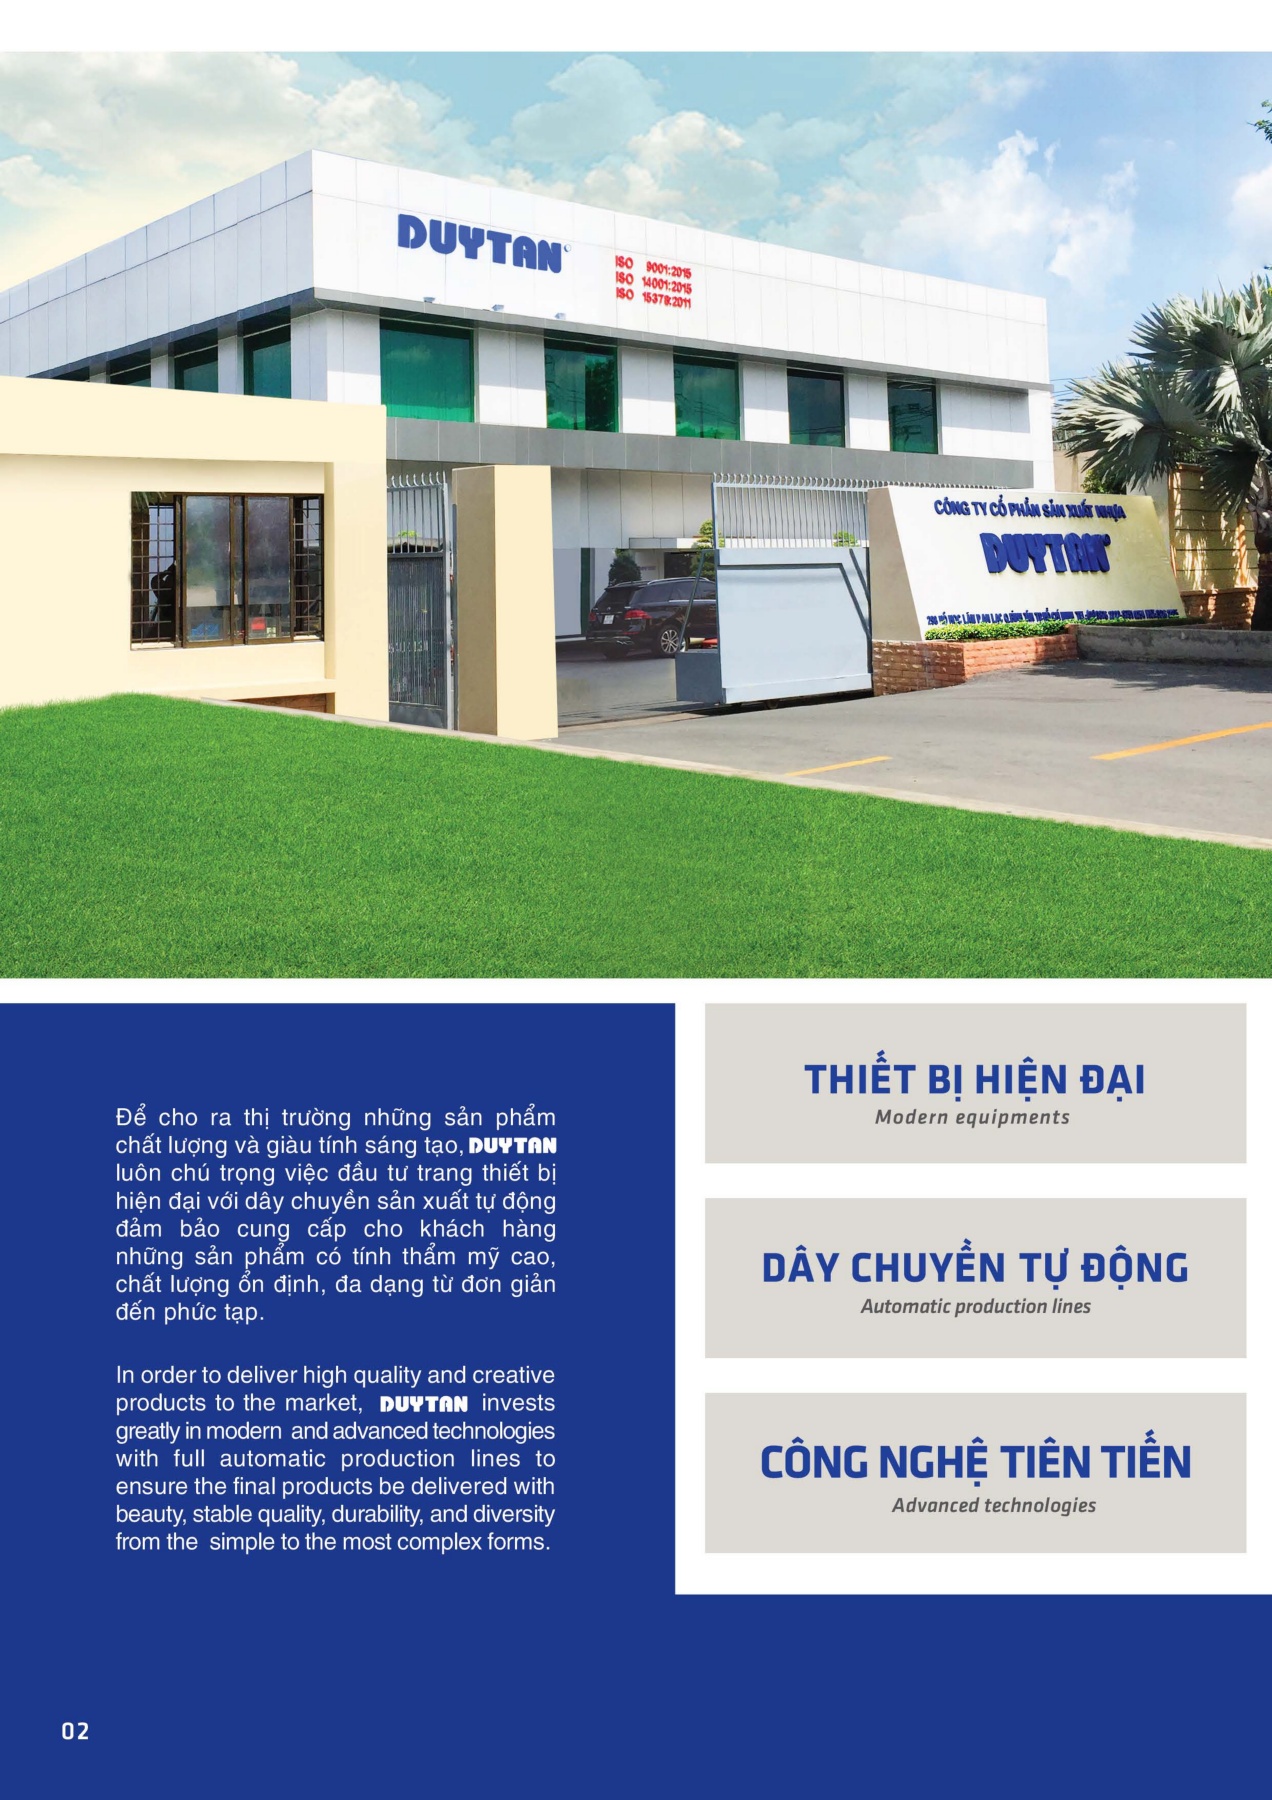 DUYTAN
ISO 9001:2015
ISO 14001:2015
ISO 15378:2011
CÔNG TY CỔ PHẦN SẢN XUẤT NHỰA
DUYTAN
Để cho ra thị trường những sản phẩm
chất lượng và giàu tính sáng tạo, DUYTAN
luôn chú trọng việc đầu tư trang thiết bị
hiện đại với dây chuyền sản xuất tự động
đảm bảo cung cấp cho khách hàng
những sản phẩm có tính thẩm mỹ cao,
chất lượng ổn định, đa dạng từ đơn giản
đến phức tạp.
In order to deliver high quality and creative
products to the market, DUYTAN invests
greatly in modern and advanced technologies
with full automatic production lines to
ensure the final products be delivered with
beauty, stable quality, durability, and diversity
from the simple to the most complex forms.
THIẾT BỊ HIỆN ĐẠI
Modern equipments
DÂY CHUYỀN TỰ ĐỘNG
Automatic production lines
CÔNG NGHỆ TIÊN TIẾN
Advanced technologies
02